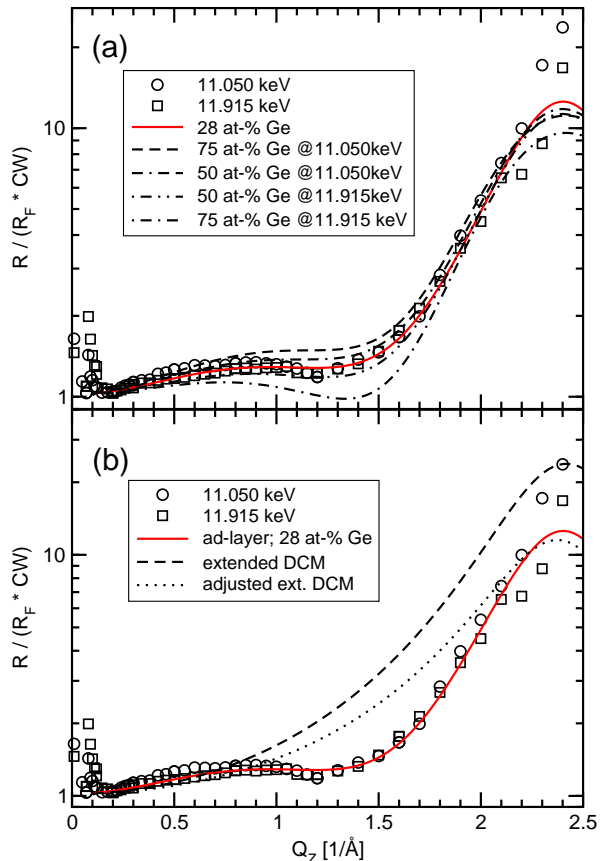 (a)
11.050 keV
11.915 keV
28 at-% Ge
75 at-% Ge @11.050keV
50 at-% Ge @11.050keV
50 at-% Ge @11.915keV
75 at-% Ge @11.915 keV
10
1
R / (R_F * CW)
(b)
11.050 keV
11.915 keV
ad-layer; 28 at-% Ge
extended DCM
adjusted ext. DCM
10
1
R / (R_F * CW)
0 0.5 1 1.5 2 2.5
Q_Z [1/Å]